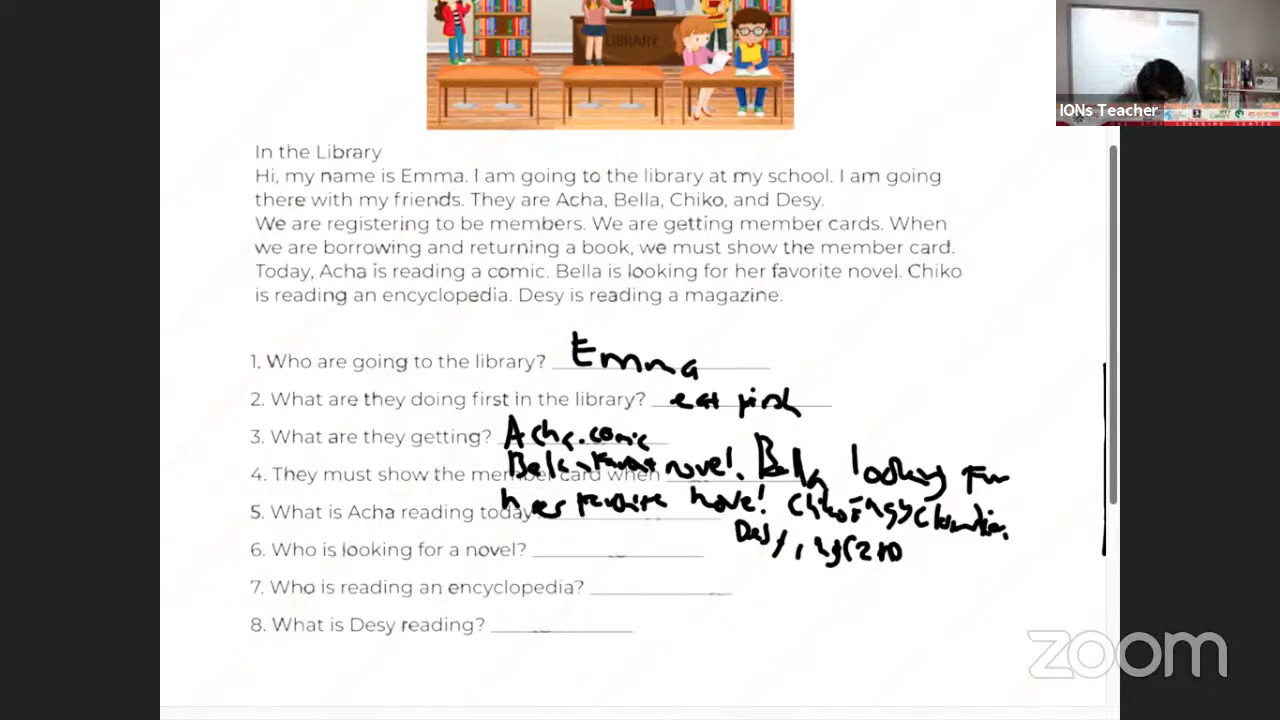 LIBRARY
IONs Teacher
ONE STOP LEARNING CENTER
In the Library
Hi, my name is Emma. I am going to the library at my school. I am going
there with my friends. They are Acha, Bella, Chiko, and Desy.
We are registering to be members. We are getting member cards. When
we are borrowing and returning a book, we must show the member card.
Today, Acha is reading a comic. Bella is looking for her favorite novel. Chiko
is reading an encyclopedia. Desy is reading a magazine.
1. Who are going to the library? Emma
2. What are they doing first in the library?
3. What are they getting? Acha. comic
4. They must show the member card when novel. Bella looking for
5. What is Acha reading today? her favorite novel Chiko
Desy
6. Who is looking for a novel?
7. Who is reading an encyclopedia?
8. What is Desy reading?
zoom